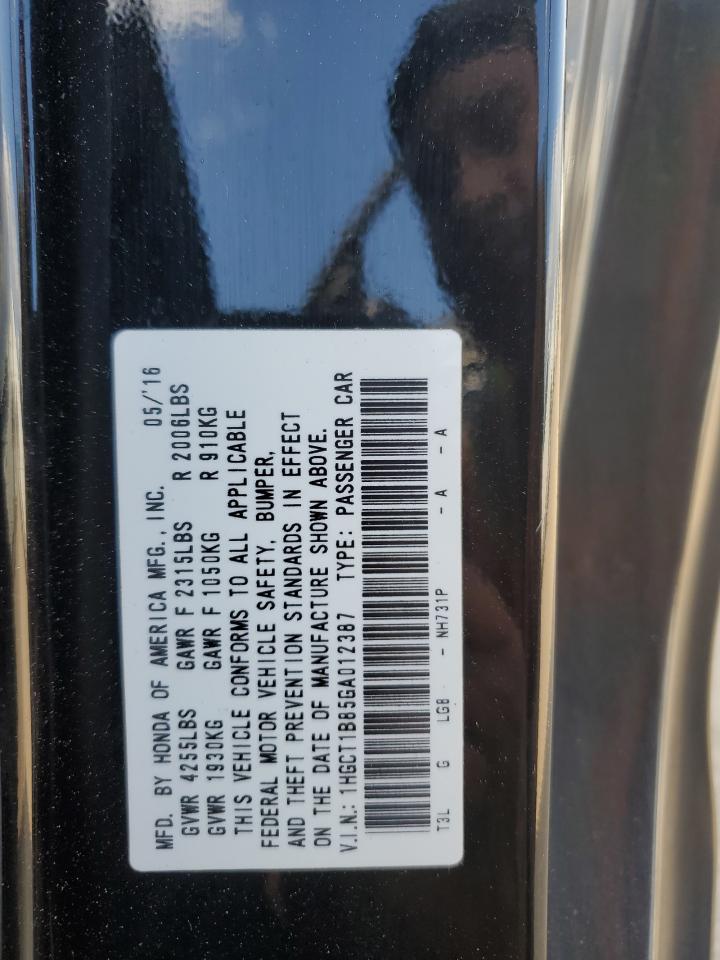 MFD. BY HONDA OF AMERICA MFG., INC. 05/'16
GVWR 4255LBS GAWR F 2315LBS R 2006LBS
GVWR 1930KG GAWR F 1050KG R 910KG
THIS VEHICLE CONFORMS TO ALL APPLICABLE
FEDERAL MOTOR VEHICLE SAFETY, BUMPER,
AND THEFT PREVENTION STANDARDS IN EFFECT
ON THE DATE OF MANUFACTURE SHOWN ABOVE.
V.I.N.: 1HGCT1B85GA012387 TYPE: PASSENGER CAR
T3L G LGB - NH731P - A - A